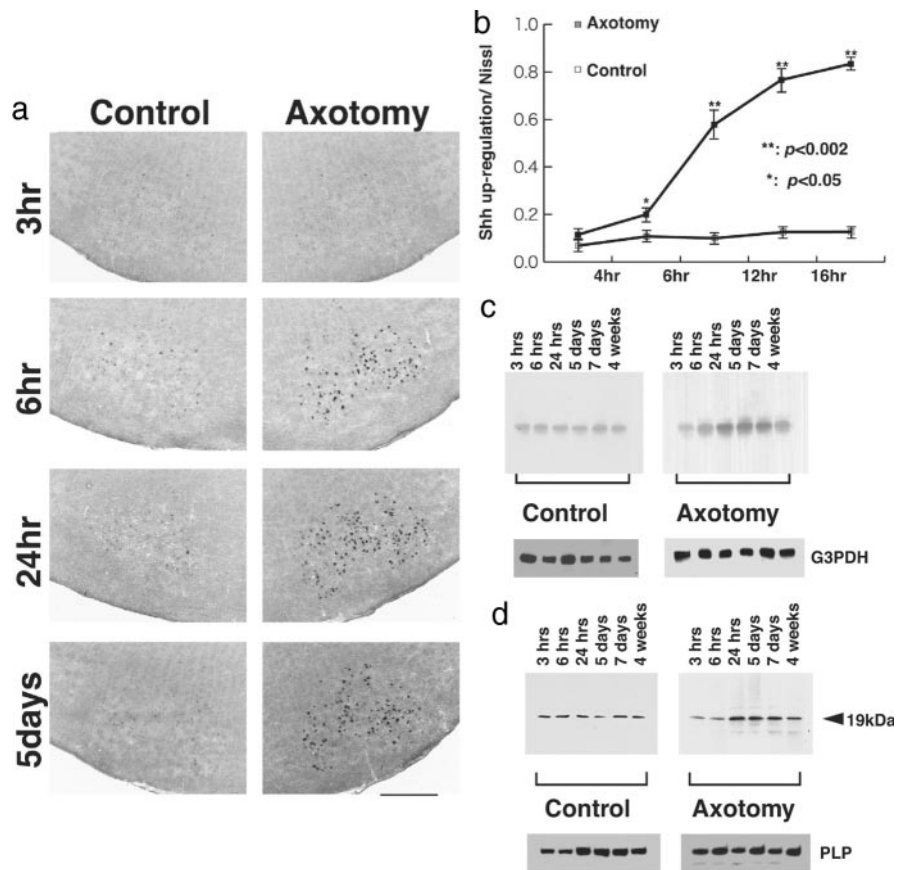 a
Control Axotomy
3hr
6hr
24hr
5days
b
Shh up-regulation/ Nissl
1.0
0.8
0.6
0.4
0.2
0.0
Axotomy
Control
*
**
**
**
**: p<0.002
*: p<0.05
4hr 6hr 12hr 16hr
c
3 hrs 6 hrs 24 hrs 5 days 7 days 4 weeks
3 hrs 6 hrs 24 hrs 5 days 7 days 4 weeks
Control Axotomy
G3PDH
d
3 hrs 6 hrs 24 hrs 5 days 7 days 4 weeks
3 hrs 6 hrs 24 hrs 5 days 7 days 4 weeks
19kDa
Control Axotomy
PLP